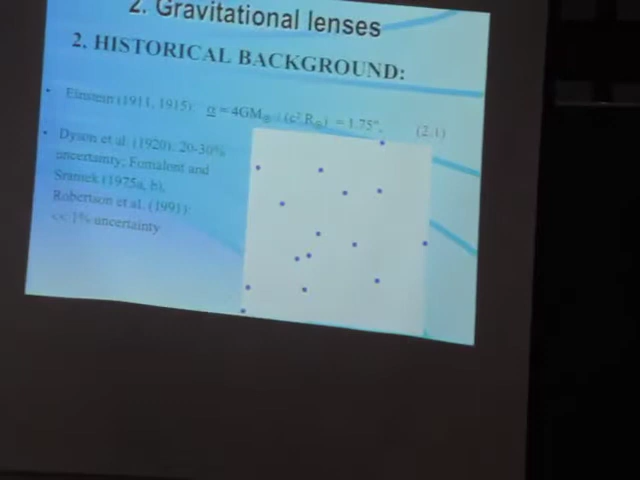 2. Gravitational lenses
2. HISTORICAL BACKGROUND:
• Einstein (1911, 1915): α = 4GM⊙ / (c² R⊙) = 1.75", (2.1)
• Dyson et al. (1920): 20-30%
uncertainty; Fomalont and
Sramek (1975a, b),
Robertson et al. (1991):
<< 1% uncertainty